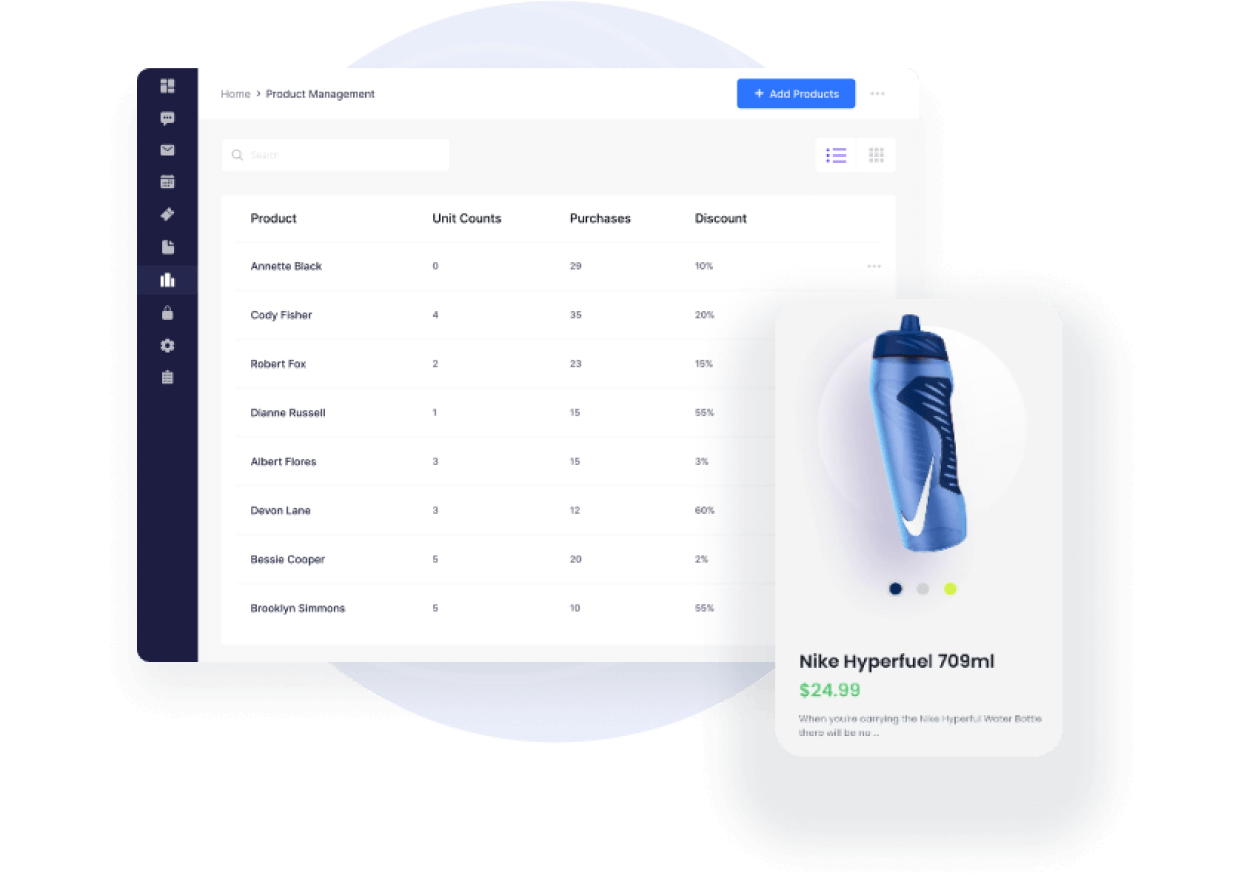 Home > Product Management
+ Add Products
Search
Product Unit Counts Purchases Discount
Annette Black 0 29 10%
Cody Fisher 4 35 20%
Robert Fox 2 23 15%
Dianne Russell 1 15 55%
Albert Flores 3 15 3%
Devon Lane 3 12 60%
Bessie Cooper 5 20 2%
Brooklyn Simmons 5 10 55%
Nike Hyperfuel 709ml
$24.99
When you're carrying the Nike Hyperful Water Bottle
there will be no ...